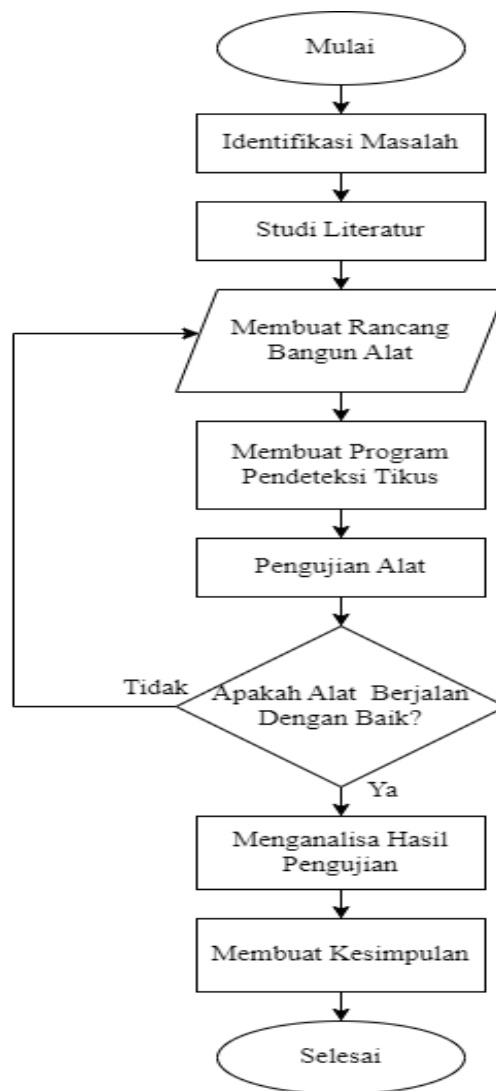 Mulai
Identifikasi Masalah
Studi Literatur
Membuat Rancang
Bangun Alat
Membuat Program
Pendeteksi Tikus
Pengujian Alat
Tidak
Apakah Alat  Berjalan
Dengan Baik?
Ya
Menganalisa Hasil
Pengujian
Membuat Kesimpulan
Selesai